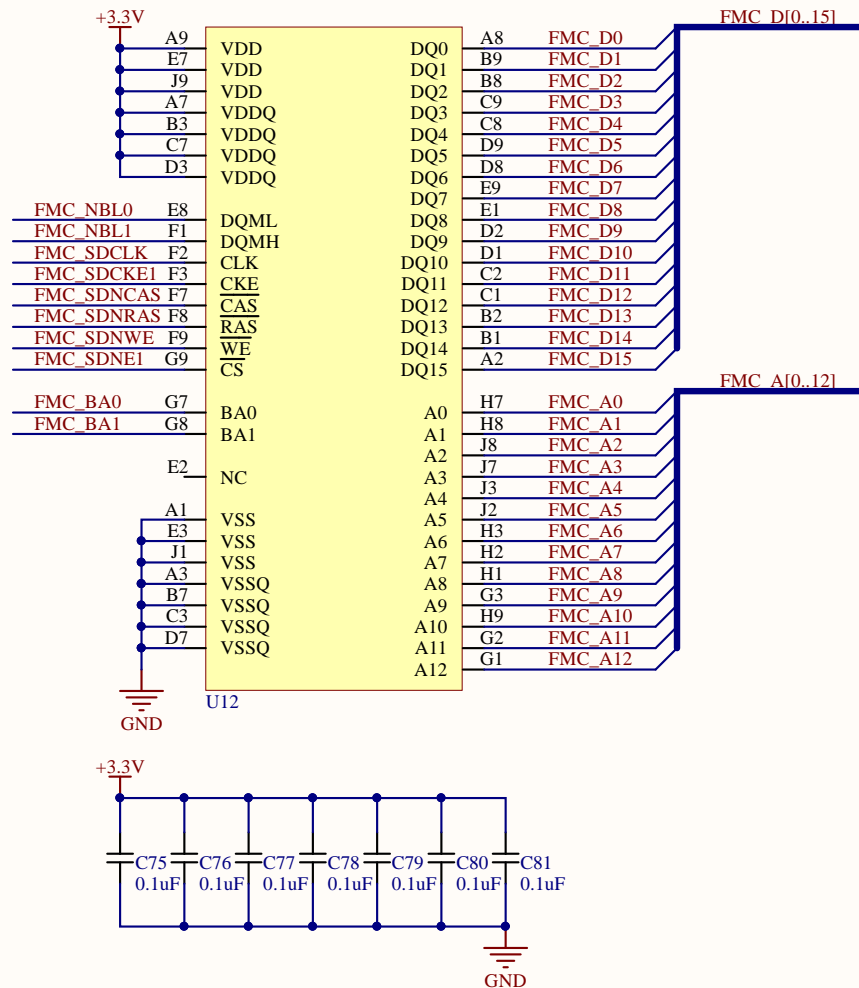 +3.3V
FMC_D[0..15]
A9 VDD DQ0 A8 FMC_D0
E7 VDD DQ1 B9 FMC_D1
J9 VDD DQ2 B8 FMC_D2
A7 VDDQ DQ3 C9 FMC_D3
B3 VDDQ DQ4 C8 FMC_D4
C7 VDDQ DQ5 D9 FMC_D5
D3 VDDQ DQ6 D8 FMC_D6
DQ7 E9 FMC_D7
FMC_NBL0 E8 DQML DQ8 E1 FMC_D8
FMC_NBL1 F1 DQMH DQ9 D2 FMC_D9
FMC_SDCLK F2 CLK DQ10 D1 FMC_D10
FMC_SDCKE1 F3 CKE DQ11 C2 FMC_D11
FMC_SDNCAS F7 CAS DQ12 C1 FMC_D12
FMC_SDNRAS F8 RAS DQ13 B2 FMC_D13
FMC_SDNWE F9 WE DQ14 B1 FMC_D14
FMC_SDNE1 G9 CS DQ15 A2 FMC_D15
FMC_A[0..12]
FMC_BA0 G7 BA0 A0 H7 FMC_A0
FMC_BA1 G8 BA1 A1 H8 FMC_A1
A2 J8 FMC_A2
E2 NC A3 J7 FMC_A3
A4 J3 FMC_A4
A1 VSS A5 J2 FMC_A5
E3 VSS A6 H3 FMC_A6
J1 VSS A7 H2 FMC_A7
A3 VSSQ A8 H1 FMC_A8
B7 VSSQ A9 G3 FMC_A9
C3 VSSQ A10 H9 FMC_A10
D7 VSSQ A11 G2 FMC_A11
A12 G1 FMC_A12
U12
GND
+3.3V
C75 C76 C77 C78 C79 C80 C81
0.1uF 0.1uF 0.1uF 0.1uF 0.1uF 0.1uF 0.1uF
GND